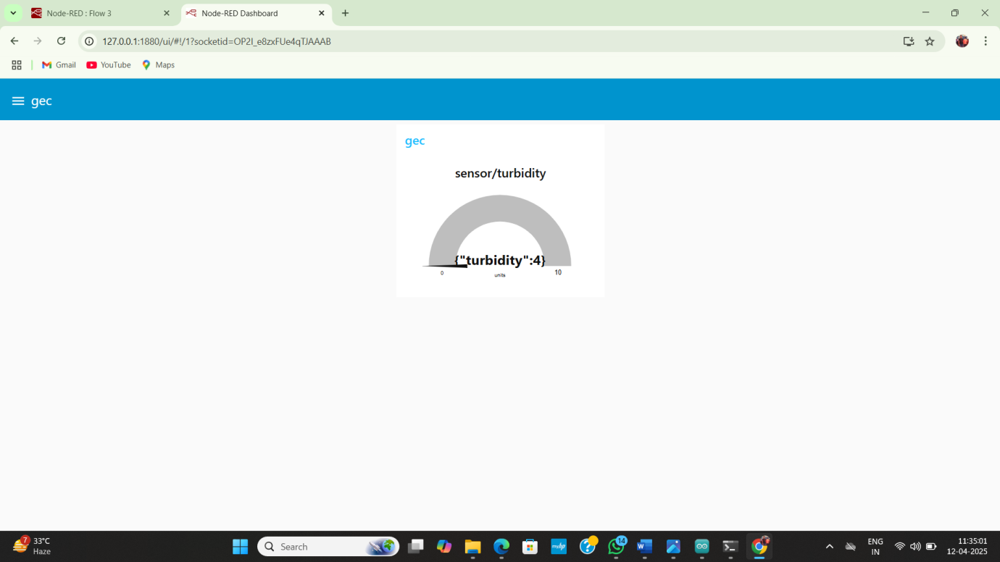 Node-RED : Flow 3
Node-RED Dashboard
127.0.0.1:1880/ui/#!/1?socketid=OP2I_e8zxFUe4qTJAAAB
Gmail
YouTube
Maps
gec
gec
sensor/turbidity
{"turbidity":4}
0
units
10
7
33°C
Haze
Search
myhp
14
W
ENG
IN
11:35:01
12-04-2025